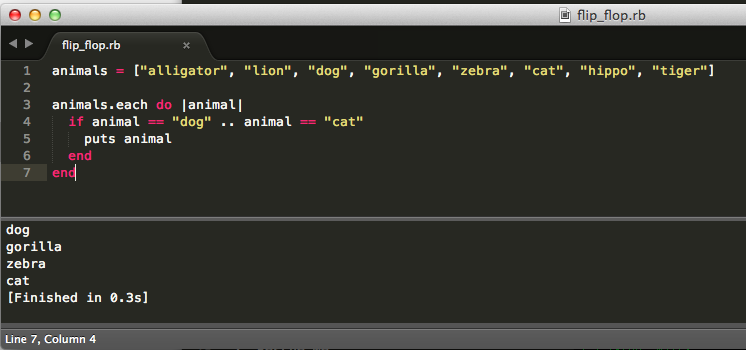 flip_flop.rb
flip_flop.rb ×
1 animals = ["alligator", "lion", "dog", "gorilla", "zebra", "cat", "hippo", "tiger"]
2
3 animals.each do |animal|
4   if animal == "dog" .. animal == "cat"
5     puts animal
6   end
7 end
dog
gorilla
zebra
cat
[Finished in 0.3s]
Line 7, Column 4